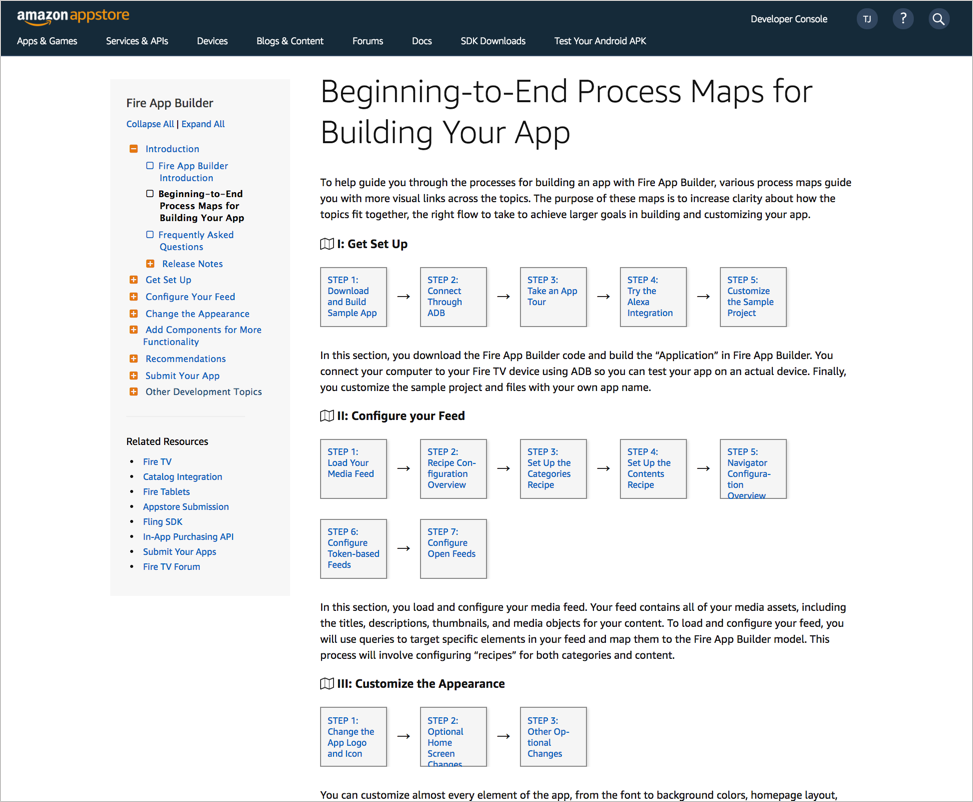 amazon appstore
Developer Console
TJ
?
Apps & Games
Services & APIs
Devices
Blogs & Content
Forums
Docs
SDK Downloads
Test Your Android APK
Fire App Builder
Collapse All | Expand All
Introduction
Fire App Builder
Introduction
Beginning-to-End
Process Maps for
Building Your App
Frequently Asked
Questions
Release Notes
Get Set Up
Configure Your Feed
Change the Appearance
Add Components for More
Functionality
Recommendations
Submit Your App
Other Development Topics
Related Resources
Fire TV
Catalog Integration
Fire Tablets
Appstore Submission
Fling SDK
In-App Purchasing API
Submit Your Apps
Fire TV Forum
Beginning-to-End Process Maps for
Building Your App
To help guide you through the processes for building an app with Fire App Builder, various process maps guide
you with more visual links across the topics. The purpose of these maps is to increase clarity about how the
topics fit together, the right flow to take to achieve larger goals in building and customizing your app.
I: Get Set Up
STEP 1:
Download
and Build
Sample App
STEP 2:
Connect
Through
ADB
STEP 3:
Take an App
Tour
STEP 4:
Try the
Alexa
Integration
STEP 5:
Customize
the Sample
Project
In this section, you download the Fire App Builder code and build the “Application” in Fire App Builder. You
connect your computer to your Fire TV device using ADB so you can test your app on an actual device. Finally,
you customize the sample project and files with your own app name.
II: Configure your Feed
STEP 1:
Load Your
Media Feed
STEP 2:
Recipe Con-
figuration
Overview
STEP 3:
Set Up the
Categories
Recipe
STEP 4:
Set Up the
Contents
Recipe
STEP 5:
Navigator
Configura-
tion
Overview
STEP 6:
Configure
Token-based
Feeds
STEP 7:
Configure
Open Feeds
In this section, you load and configure your media feed. Your feed contains all of your media assets, including
the titles, descriptions, thumbnails, and media objects for your content. To load and configure your feed, you
will use queries to target specific elements in your feed and map them to the Fire App Builder model. This
process will involve configuring “recipes” for both categories and content.
III: Customize the Appearance
STEP 1:
Change the
App Logo
and Icon
STEP 2:
Optional
Home
Screen
Changes
STEP 3:
Other Op-
tional
Changes
You can customize almost every element of the app, from the font to background colors, homepage layout,